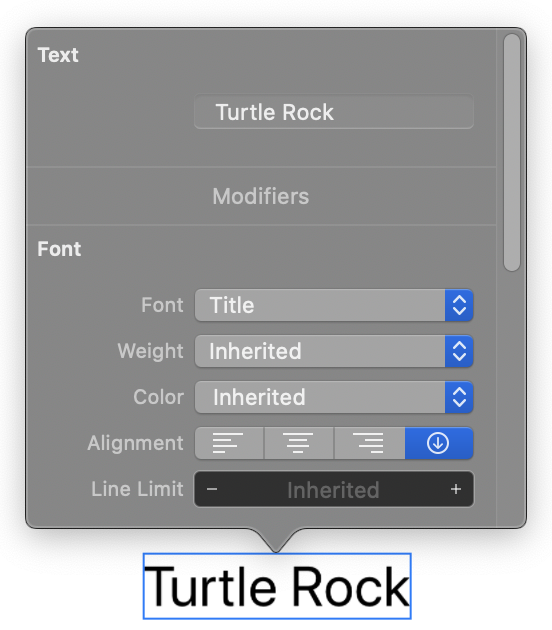 Text
Turtle Rock
Modifiers
Font
Font Title
Weight Inherited
Color Inherited
Alignment
Line Limit − Inherited +
Turtle Rock